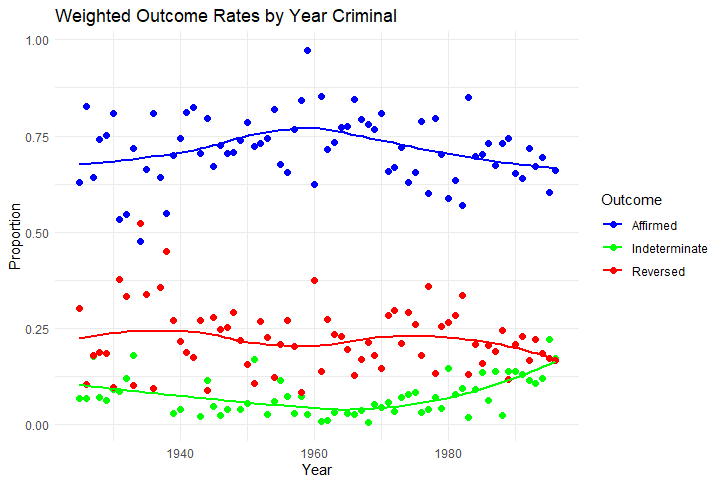 Weighted Outcome Rates by Year Criminal
1.00
0.75
0.50
0.25
0.00
Proportion
1940
1960
1980
Year
Outcome
Affirmed
Indeterminate
Reversed